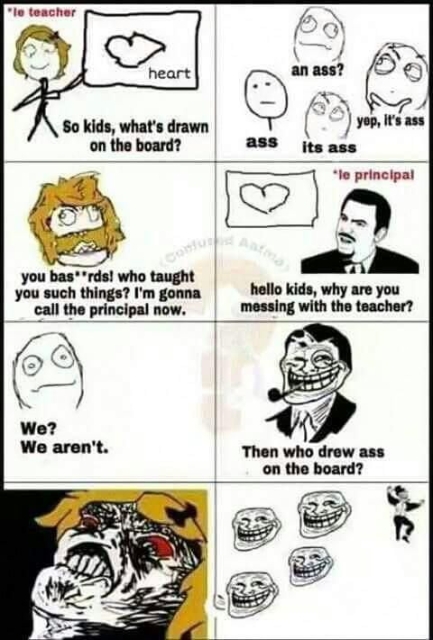 *le teacher
heart
So kids, what's drawn
on the board?
an ass?
ass
its ass
yep, it's ass
you bas**rds! who taught
you such things? I'm gonna
call the principal now.
*le principal
hello kids, why are you
messing with the teacher?
We?
We aren't.
Then who drew ass
on the board?